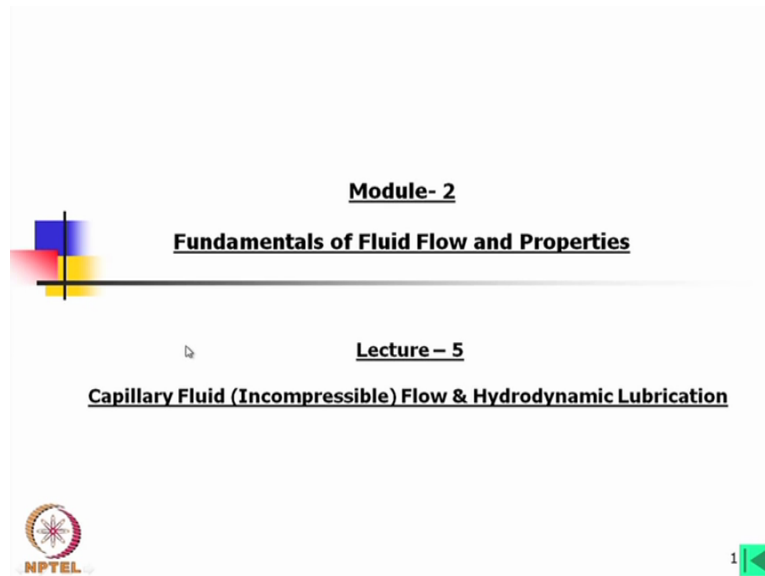 Module- 2
Fundamentals of Fluid Flow and Properties
Lecture – 5
Capillary Fluid (Incompressible) Flow & Hydrodynamic Lubrication
NPTEL
1